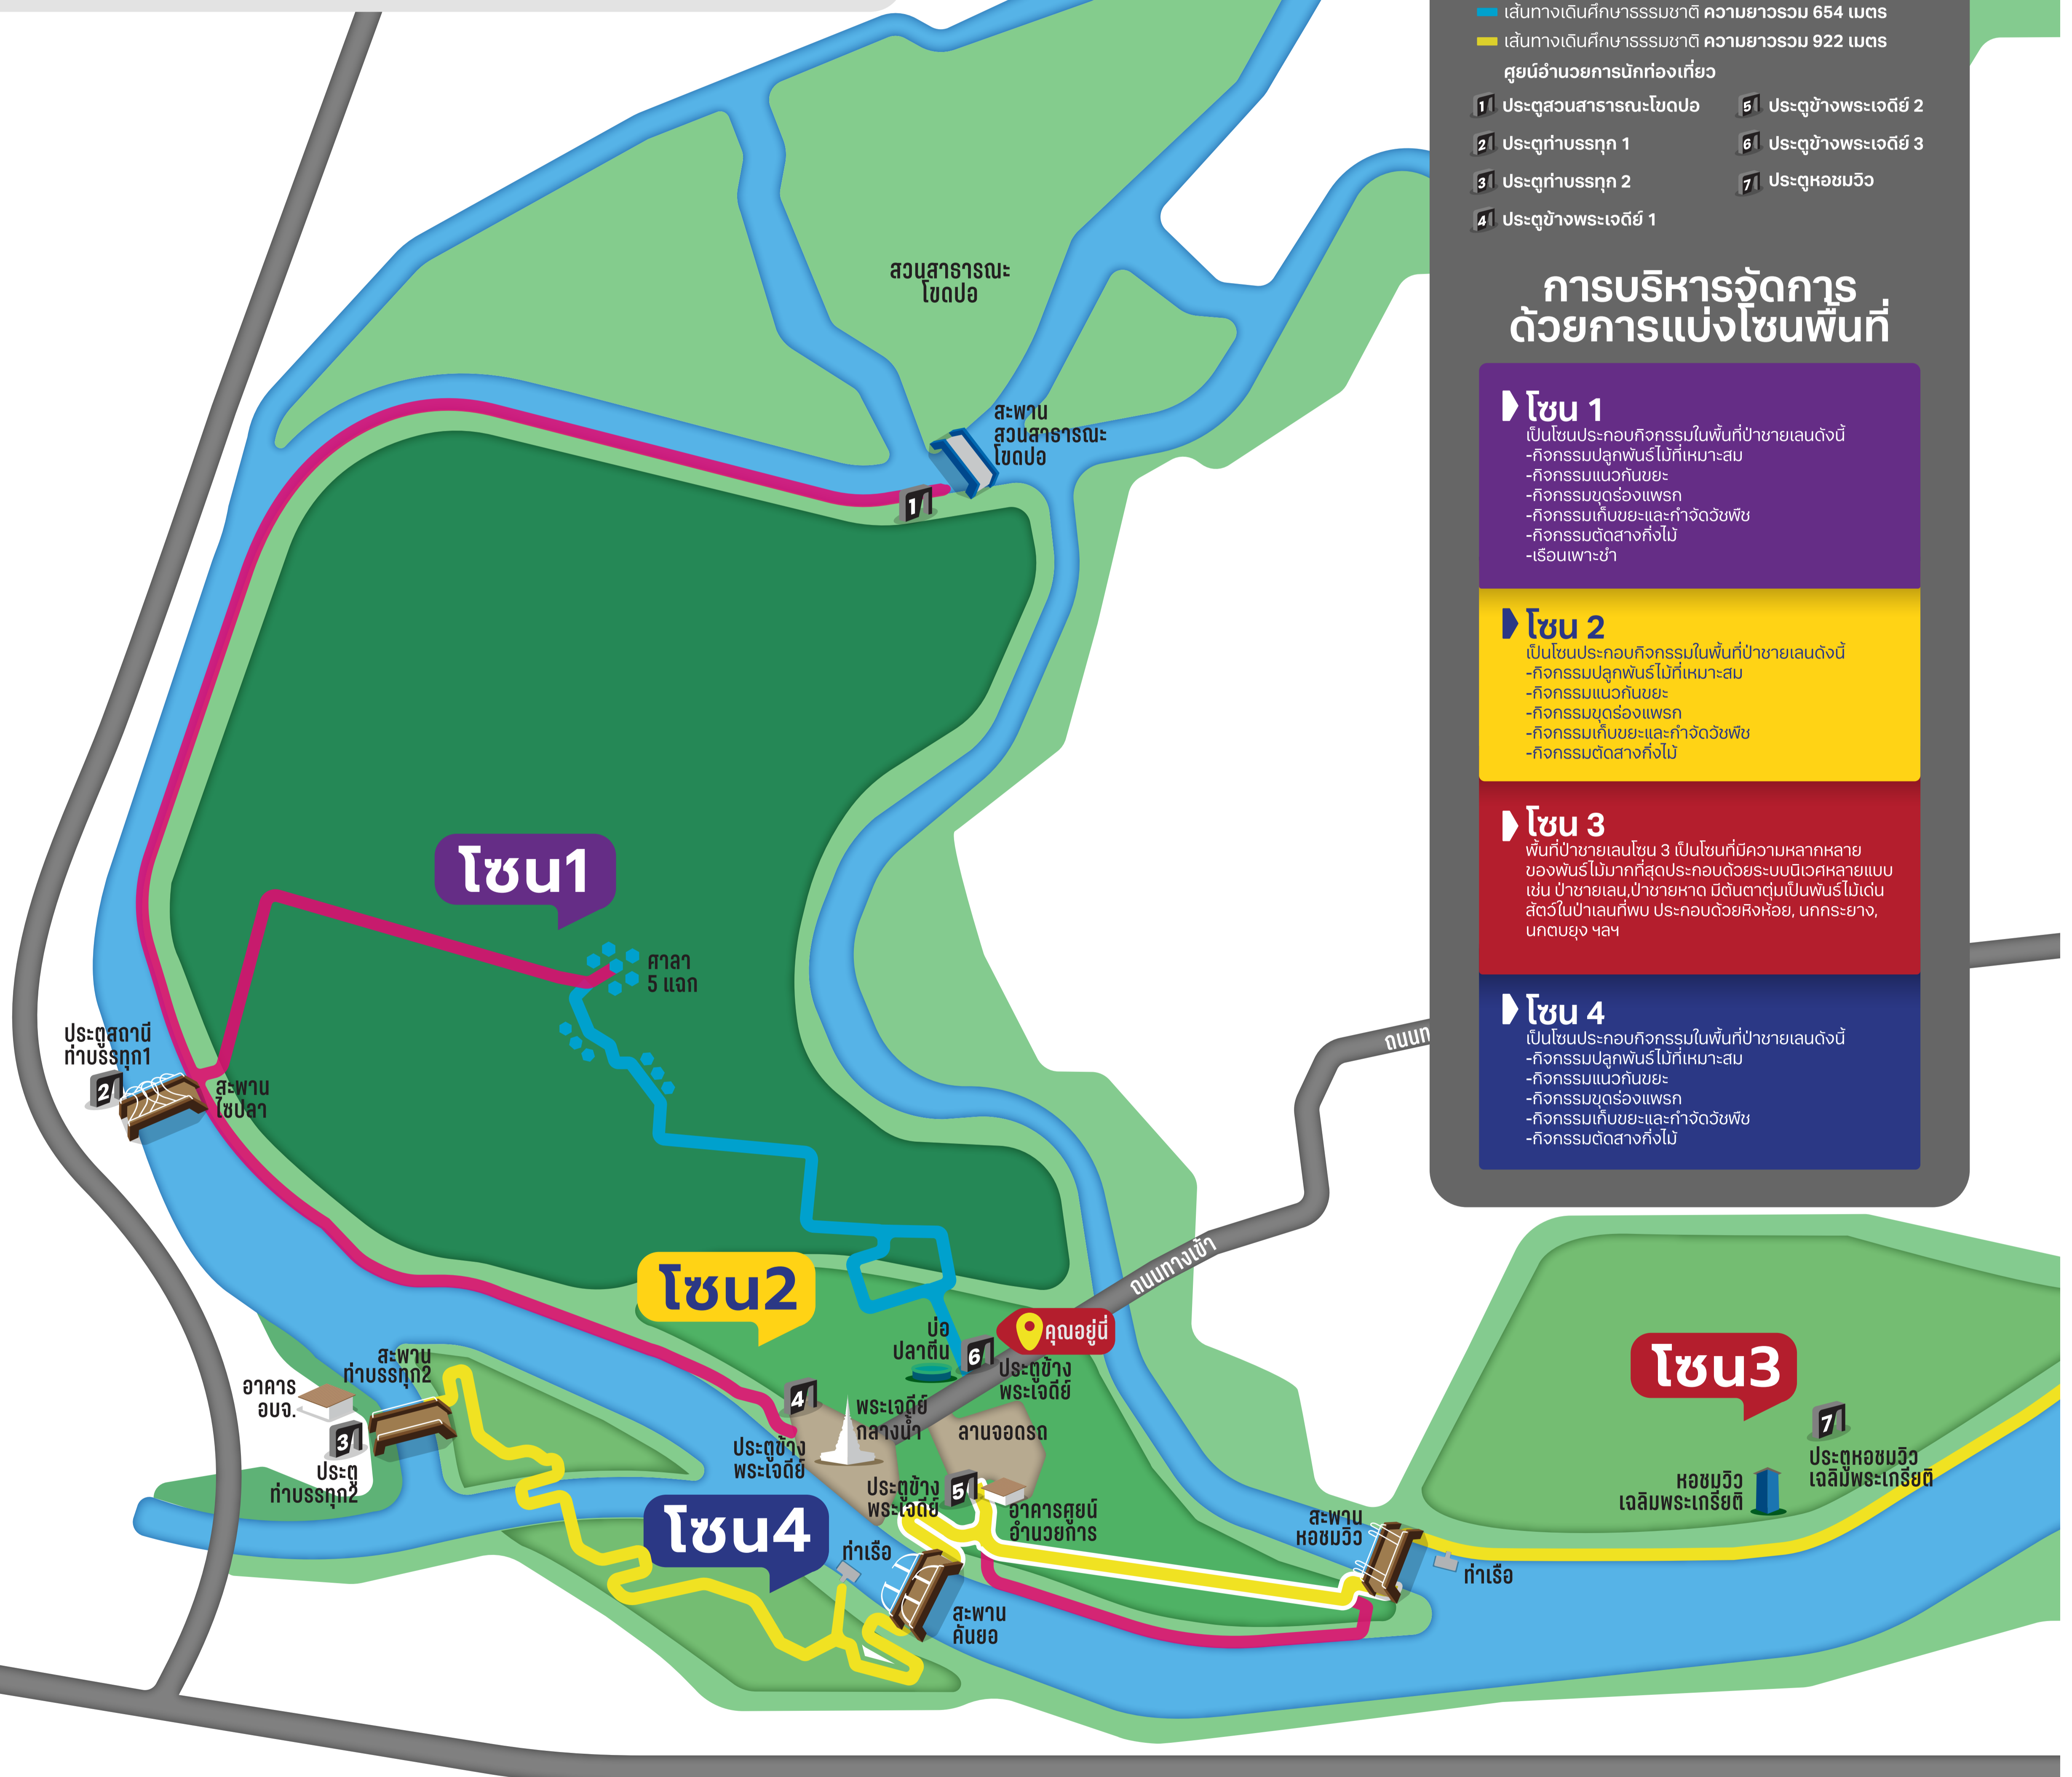 เส้นทางเดินศึกษาธรรมชาติ ความยาวรวม 654 เมตร
เส้นทางเดินศึกษาธรรมชาติ ความยาวรวม 922 เมตร
ศูนย์อำนวยการนักท่องเที่ยว
1 ประตูสวนสาธารณะโขดปอ
2 ประตูท่าบรรทุก 1
3 ประตูท่าบรรทุก 2
4 ประตูข้างพระเจดีย์ 1
5 ประตูข้างพระเจดีย์ 2
6 ประตูข้างพระเจดีย์ 3
7 ประตูหอชมวิว
การบริหารจัดการ
ด้วยการแบ่งโซนพื้นที่
โซน 1
เป็นโซนประกอบกิจกรรมในพื้นที่ป่าชายเลนดังนี้
-กิจกรรมปลูกพันธ์ไม้ที่เหมาะสม
-กิจกรรมแนวกันขยะ
-กิจกรรมขุดร่องแพรก
-กิจกรรมเก็บขยะและกำจัดวัชพืช
-กิจกรรมตัดสางกิ่งไม้
-เรือนเพาะชำ
โซน 2
เป็นโซนประกอบกิจกรรมในพื้นที่ป่าชายเลนดังนี้
-กิจกรรมปลูกพันธ์ไม้ที่เหมาะสม
-กิจกรรมแนวกันขยะ
-กิจกรรมขุดร่องแพรก
-กิจกรรมเก็บขยะและกำจัดวัชพืช
-กิจกรรมตัดสางกิ่งไม้
โซน 3
พื้นที่ป่าชายเลนโซน 3 เป็นโซนที่มีความหลากหลาย
ของพันธ์ไม้มากที่สุดประกอบด้วยระบบนิเวศหลายแบบ
เช่น ป่าชายเลน,ป่าชายหาด มีต้นตาตุ่มเป็นพันธ์ไม้เด่น
สัตว์ในป่าเลนที่พบ ประกอบด้วยหิงห้อย, นกกระยาง,
นกตบยุง ฯลฯ
โซน 4
เป็นโซนประกอบกิจกรรมในพื้นที่ป่าชายเลนดังนี้
-กิจกรรมปลูกพันธ์ไม้ที่เหมาะสม
-กิจกรรมแนวกันขยะ
-กิจกรรมขุดร่องแพรก
-กิจกรรมเก็บขยะและกำจัดวัชพืช
-กิจกรรมตัดสางกิ่งไม้
สวนสาธารณะ
โขดปอ
สะพาน
สวนสาธารณะ
โขดปอ
1
โซน1
ศาลา
5 แฉก
ประตูสถานี
ท่าบรรทุก1
2
สะพาน
ไซปลา
ถนนท
ถนนทางเข้า
โซน2
คุณอยู่นี่
บ่อ
ปลาตีน
6
ประตูข้าง
พระเจดีย์
สะพาน
ท่าบรรทุก2
อาคาร
อบจ.
3
ประตู
ท่าบรรทุก2
4
ประตูข้าง
พระเจดีย์
พระเจดีย์
กลางน้ำ
ลานจอดรถ
ประตูข้าง
พระเจดีย์
5
อาคารศูนย์
อำนวยการ
โซน3
7
ประตูหอชมวิว
เฉลิมพระเกรียติ
หอชมวิว
เฉลิมพระเกรียติ
สะพาน
หอชมวิว
ท่าเรือ
โซน4
ท่าเรือ
สะพาน
คันยอ